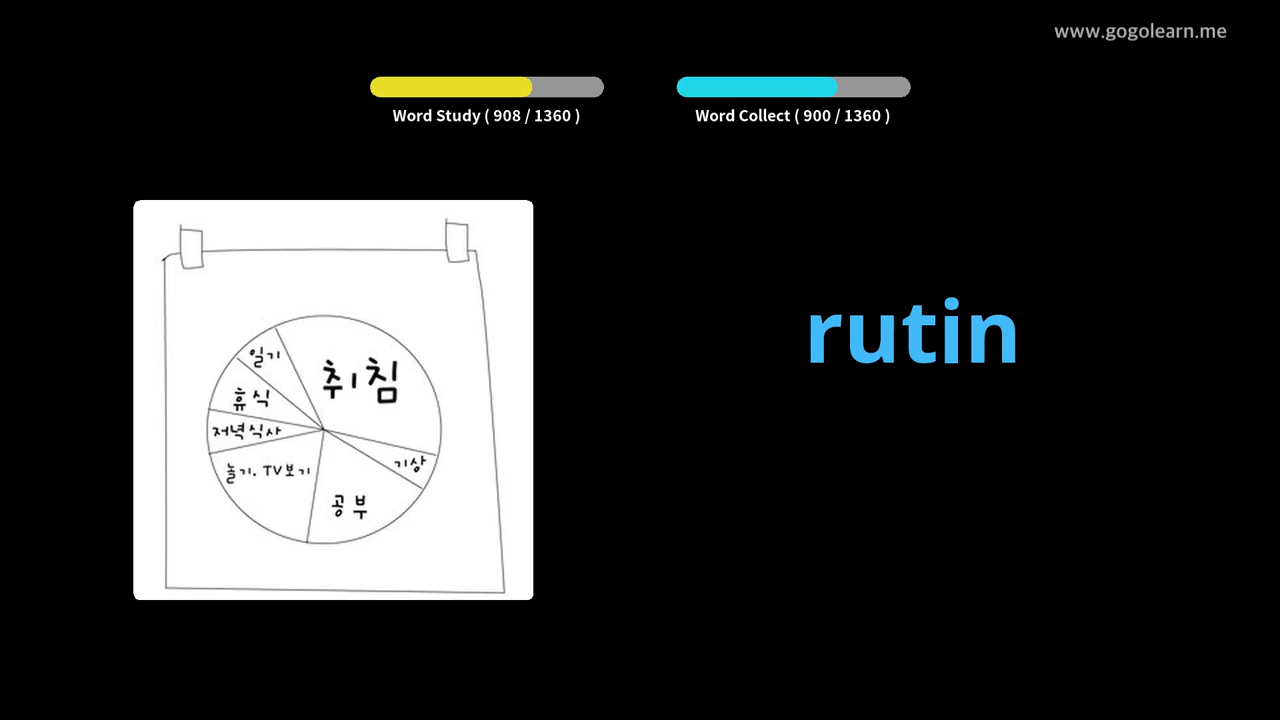 www.gogolearn.me
Word Study ( 908 / 1360 )
Word Collect ( 900 / 1360 )
일기
취침
휴식
저녁식사
기상
놀기. TV보기
공부
rutin